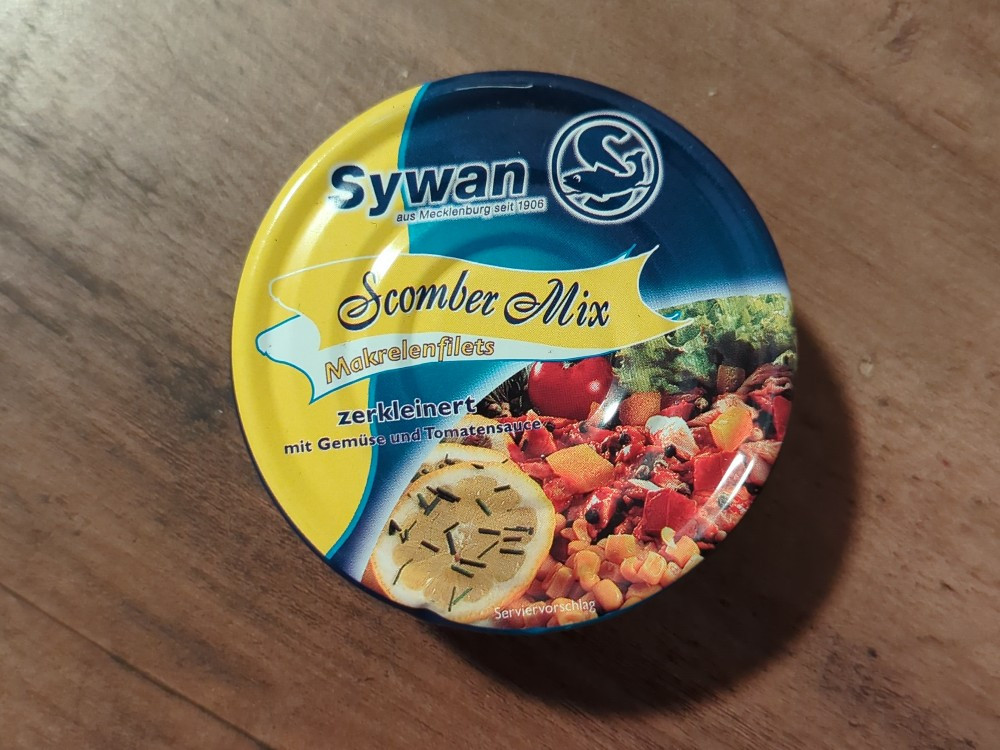 Sywan
aus Mecklenburg seit 1906
Scomber Mix
Makrelenfilets
zerkleinert
mit Gemüse und Tomatensauce
Serviervorschlag